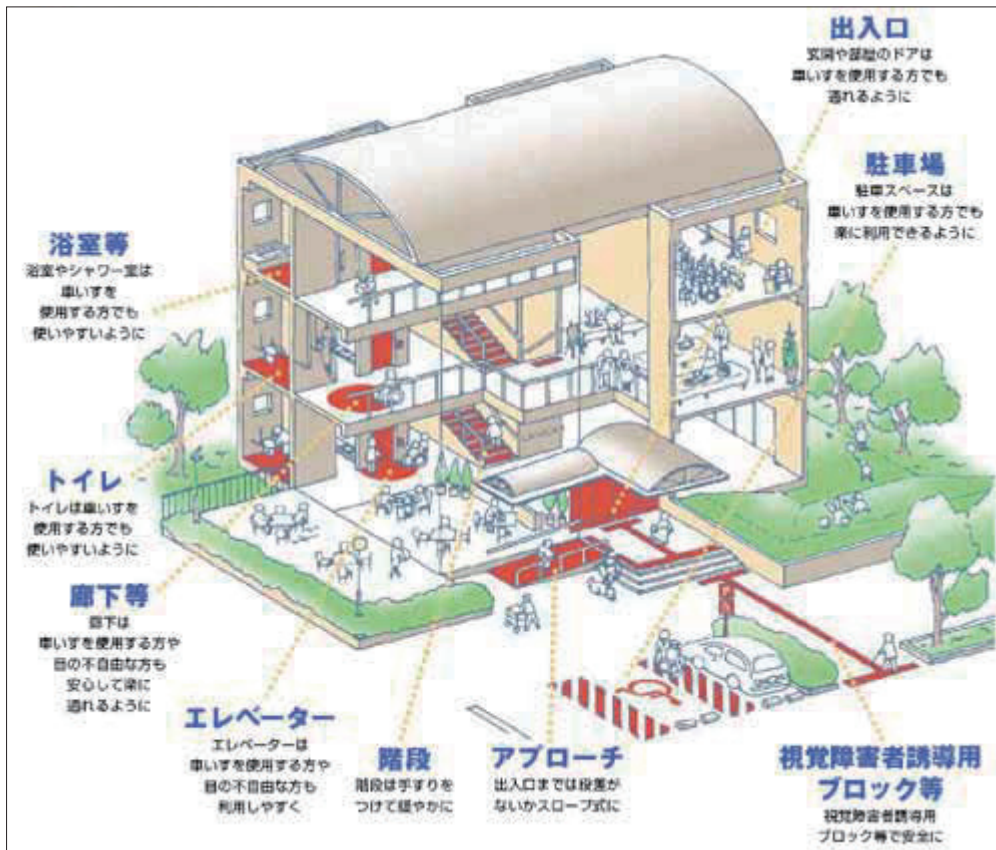 出入口
玄関や部屋のドアは
車いすを使用する方でも
通れるように
駐車場
駐車スペースは
車いすを使用する方でも
楽に利用できるように
浴室等
浴室やシャワー室は
車いすを
使用する方でも
使いやすいように
トイレ
トイレは車いすを
使用する方でも
使いやすいように
廊下等
廊下は
車いすを使用する方や
目の不自由な方も
安心して楽に
通れるように
エレベーター
エレベーターは
車いすを使用する方や
目の不自由な方も
利用しやすく
階段
階段は手すりを
つけて緩やかに
アプローチ
出入口までは段差が
ないかスロープ式に
視覚障害者誘導用
ブロック等
視覚障害者誘導用
ブロック等で安全に